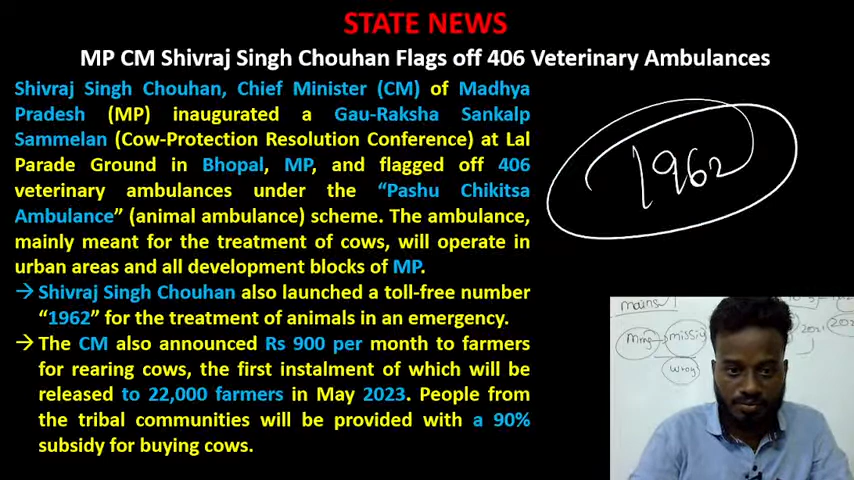 STATE NEWS
MP CM Shivraj Singh Chouhan Flags off 406 Veterinary Ambulances
Shivraj Singh Chouhan, Chief Minister (CM) of Madhya
Pradesh (MP) inaugurated a Gau-Raksha Sankalp
Sammelan (Cow-Protection Resolution Conference) at Lal
Parade Ground in Bhopal, MP, and flagged off 406
veterinary ambulances under the “Pashu Chikitsa
Ambulance” (animal ambulance) scheme. The ambulance,
mainly meant for the treatment of cows, will operate in
urban areas and all development blocks of MP.
→ Shivraj Singh Chouhan also launched a toll-free number
“1962” for the treatment of animals in an emergency.
→ The CM also announced Rs 900 per month to farmers
for rearing cows, the first instalment of which will be
released to 22,000 farmers in May 2023. People from
the tribal communities will be provided with a 90%
subsidy for buying cows.
1962
mains
missig
wrog